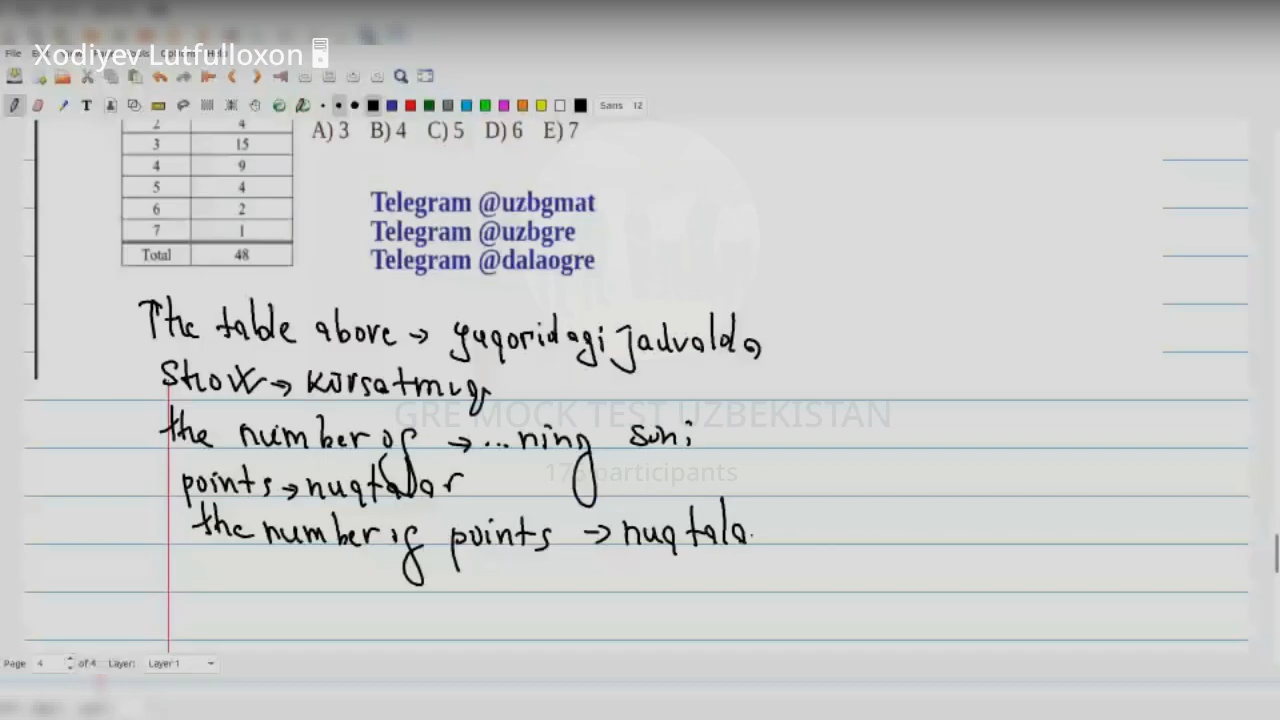 Xodiyev Lutfulloxon
File
Sans 12
2 4
3 15
4 9
5 4
6 2
7 1
Total 48
A) 3 B) 4 C) 5 D) 6 E) 7
Telegram @uzbgmat
Telegram @uzbgre
Telegram @dalaogre
The table above → yuqoridagi jadvalda
Show → kursatmuq
GRE MOCK TEST UZBEKISTAN
the number of → ...ning soni
participants
points → nuqtalar
the number of points → nuqtala
Page 4 of 4 Layer: Layer 1